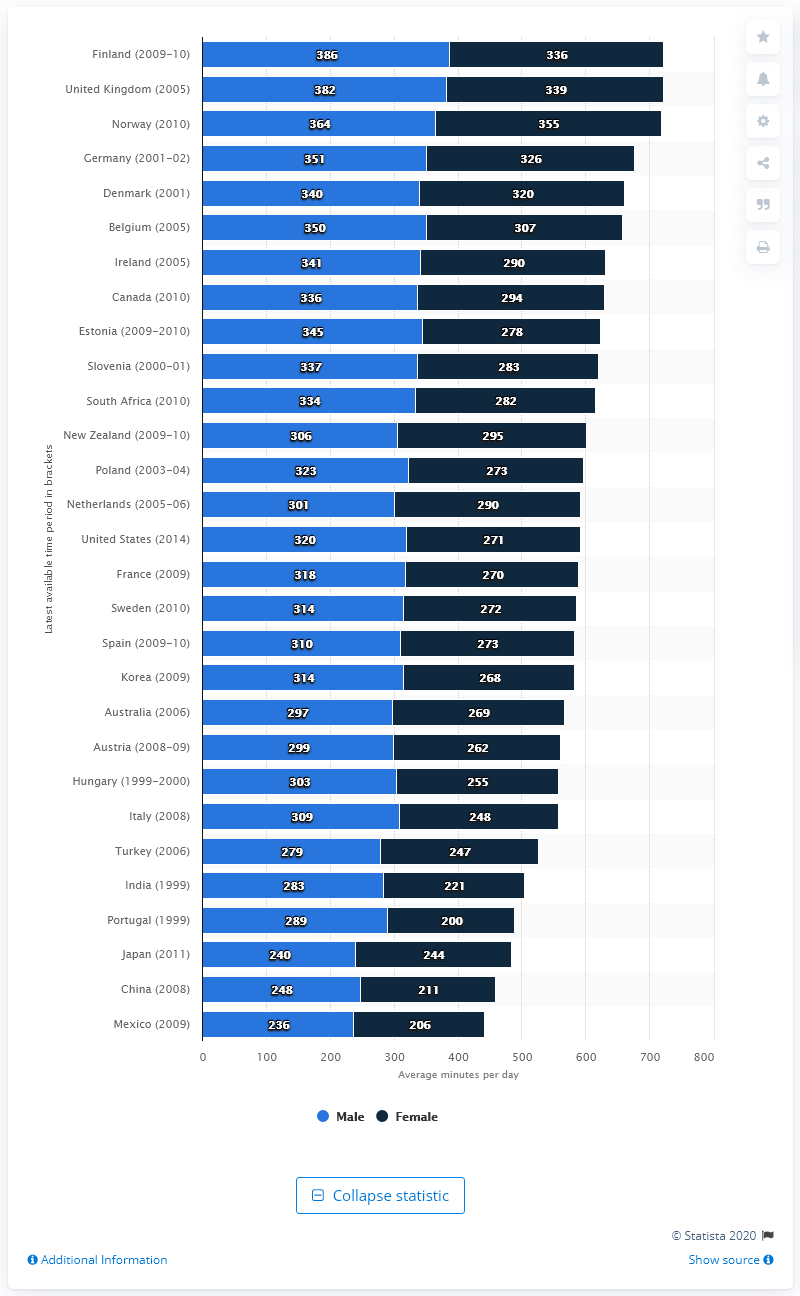 Finland (2009-10) 386 336
United Kingdom (2005) 382 339
Norway (2010) 364 355
Germany (2001-02) 351 326
Denmark (2001) 340 320
Belgium (2005) 350 307
Ireland (2005) 341 290
Canada (2010) 336 294
Estonia (2009-2010) 345 278
Slovenia (2000-01) 337 283
South Africa (2010) 334 282
New Zealand (2009-10) 306 295
Poland (2003-04) 323 273
Netherlands (2005-06) 301 290
United States (2014) 320 271
France (2009) 318 270
Sweden (2010) 314 272
Spain (2009-10) 310 273
Korea (2009) 314 268
Australia (2006) 297 269
Austria (2008-09) 299 262
Hungary (1999-2000) 303 255
Italy (2008) 309 248
Turkey (2006) 279 247
India (1999) 283 221
Portugal (1999) 289 200
Japan (2011) 240 244
China (2008) 248 211
Mexico (2009) 236 206
Latest available time period in brackets
0 100 200 300 400 500 600 700 800
Average minutes per day
Male Female
Collapse statistic
© Statista 2020
Additional Information Show source